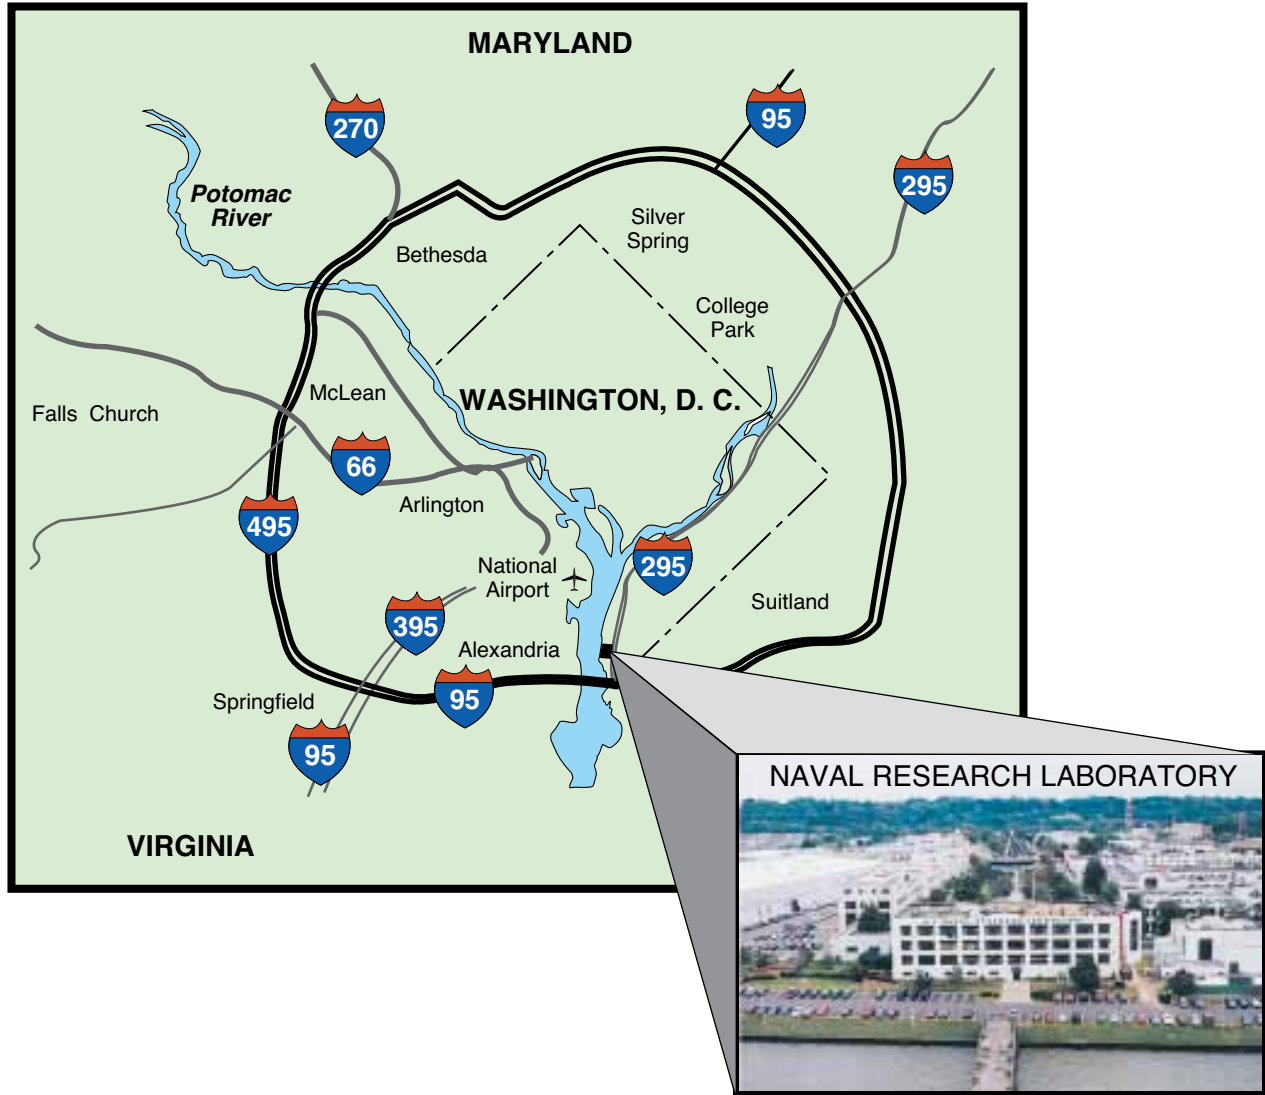 MARYLAND
270
95
295
Potomac
River
Silver
Spring
Bethesda
College
Park
McLean
WASHINGTON, D. C.
Falls Church
66
Arlington
495
National
Airport
295
Suitland
395
Alexandria
Springfield
95
95
NAVAL RESEARCH LABORATORY
VIRGINIA